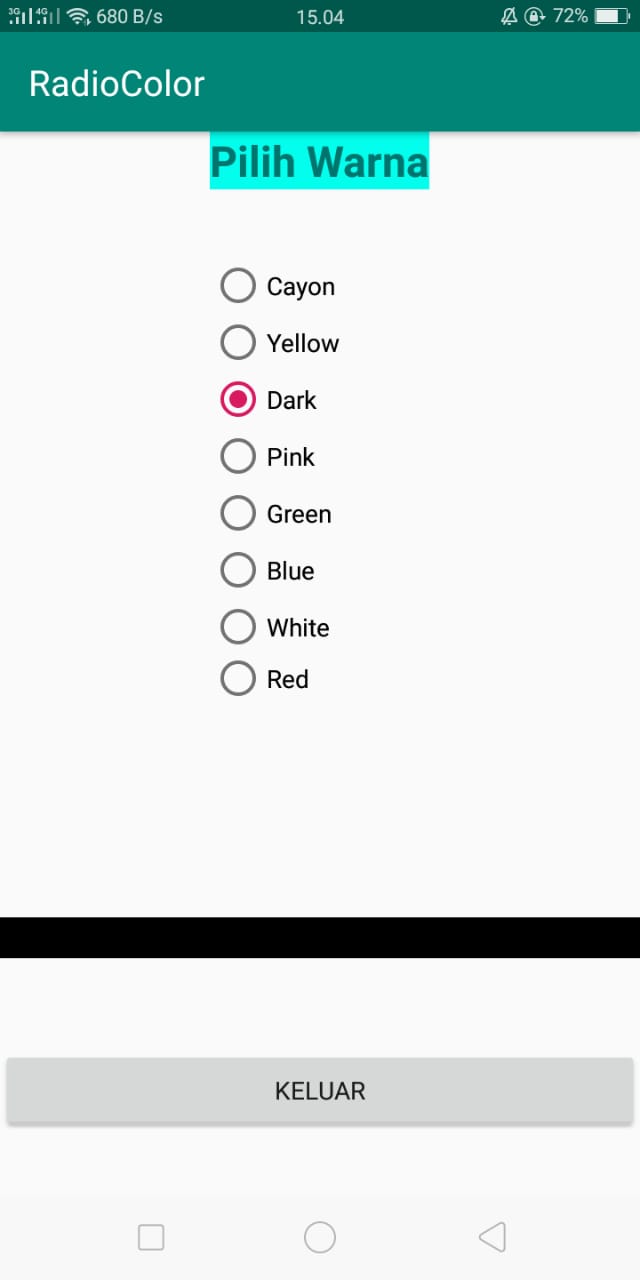 3G 4G 680 B/s 15.04 72%
RadioColor
Pilih Warna
Cayon
Yellow
Dark
Pink
Green
Blue
White
Red
KELUAR